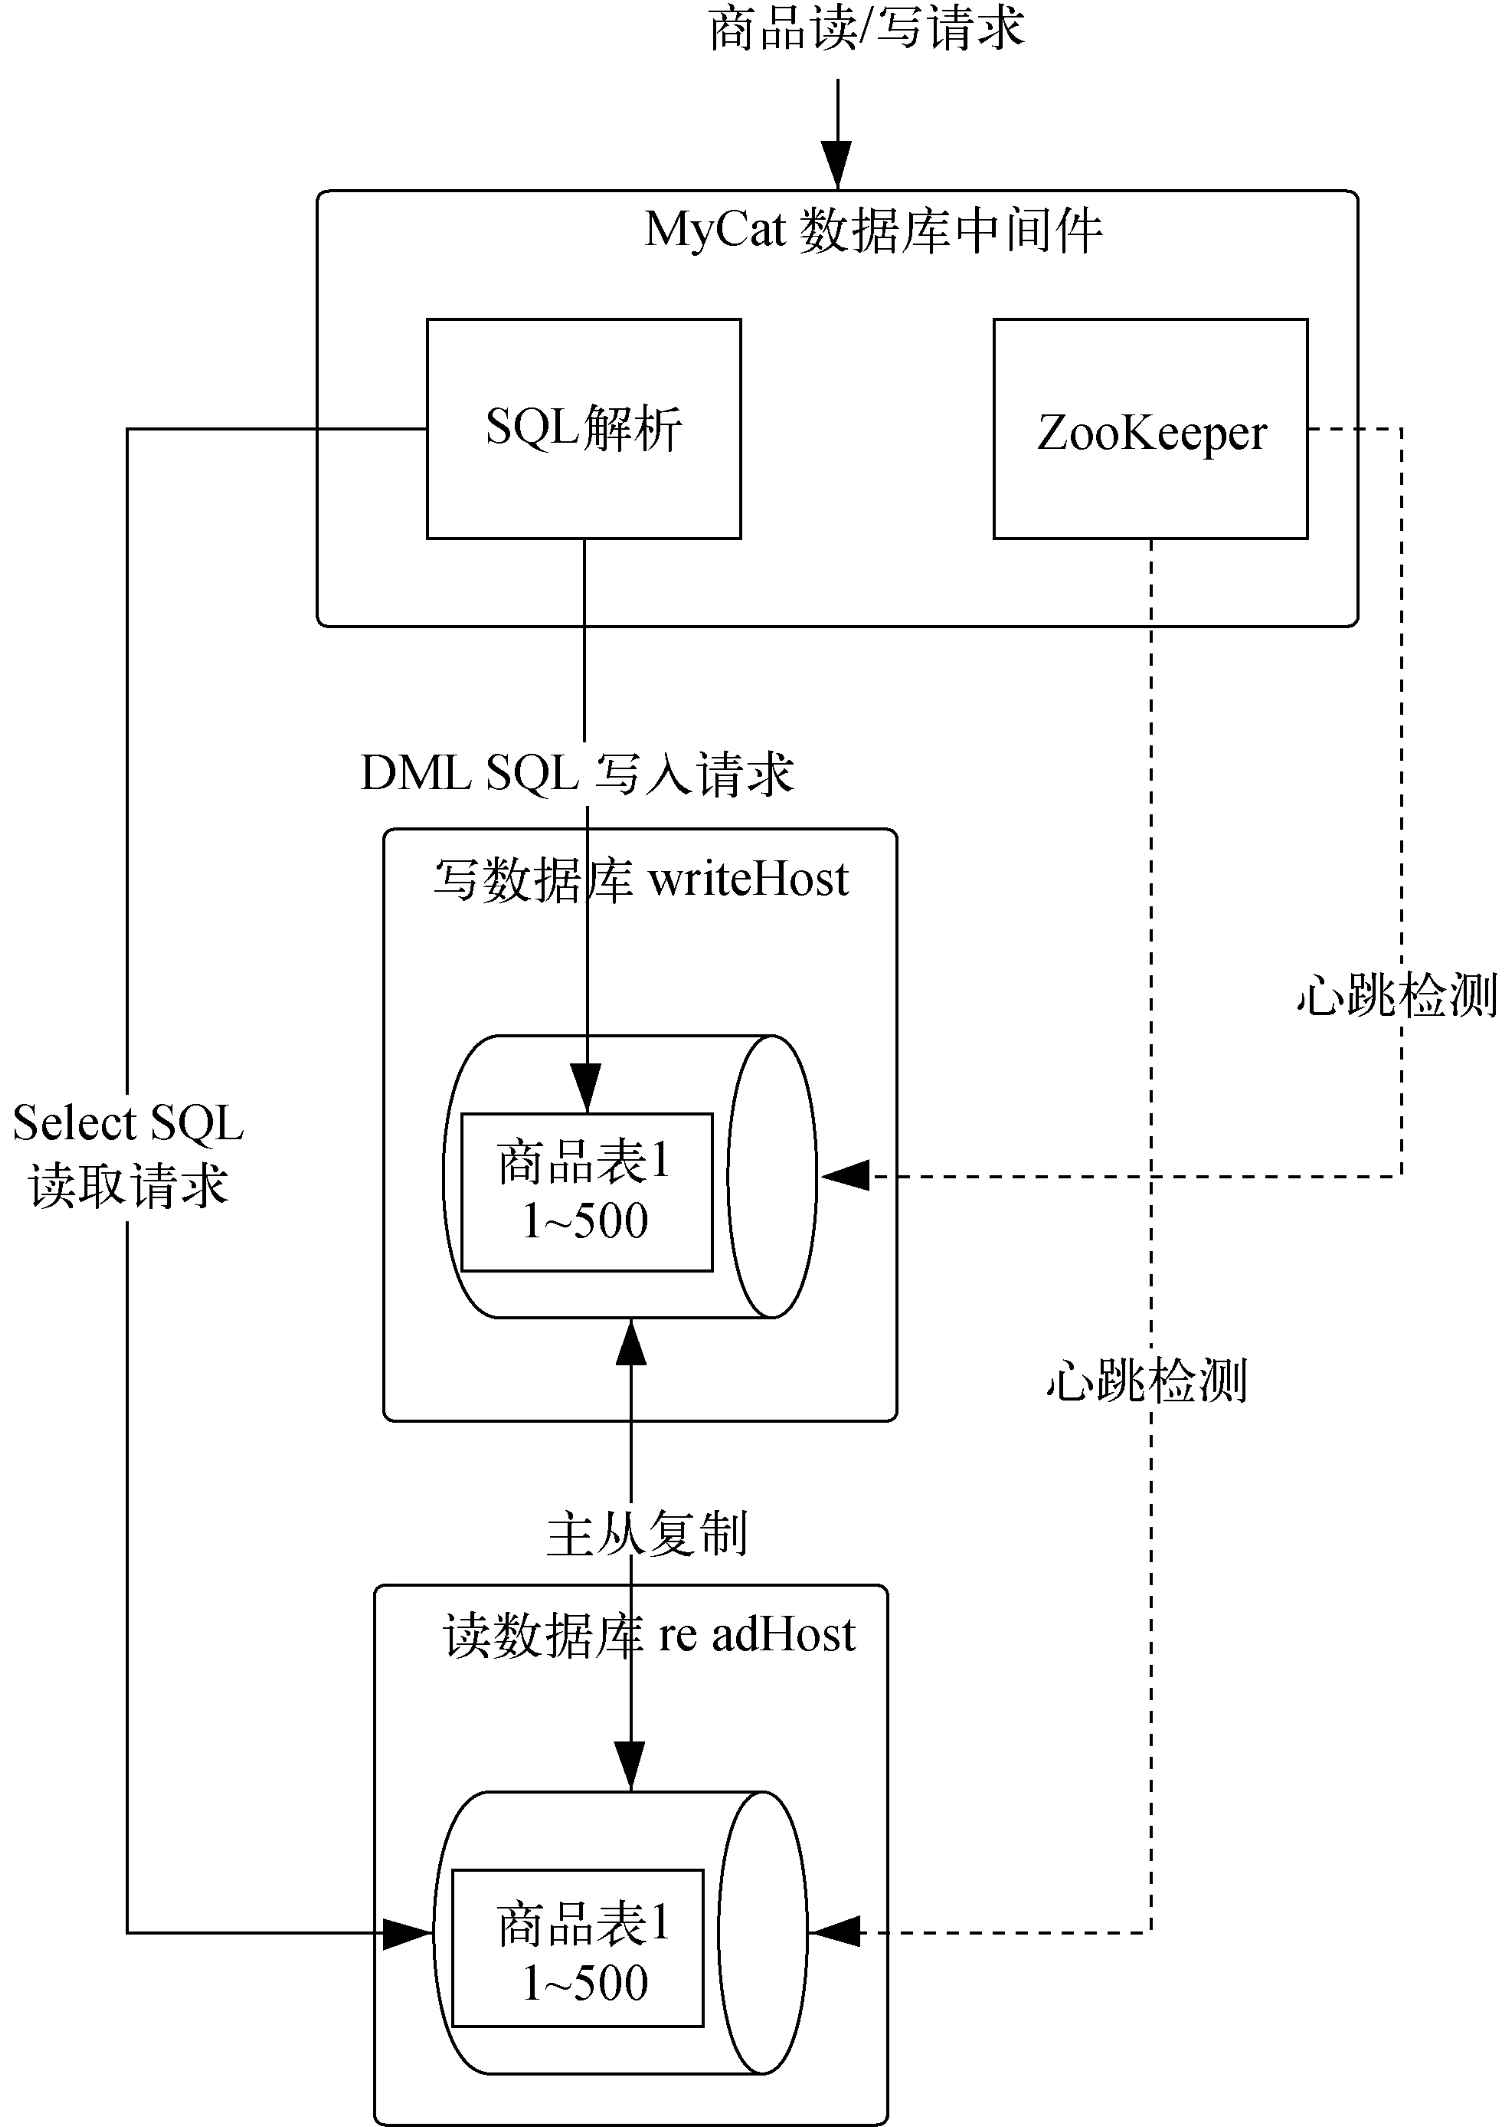 商品读/写请求
MyCat 数据库中间件
SQL解析
ZooKeeper
DML SQL 写入请求
写数据库 writeHost
心跳检测
Select SQL
读取请求
商品表1
1~500
心跳检测
主从复制
读数据库 re adHost
商品表1
1~500